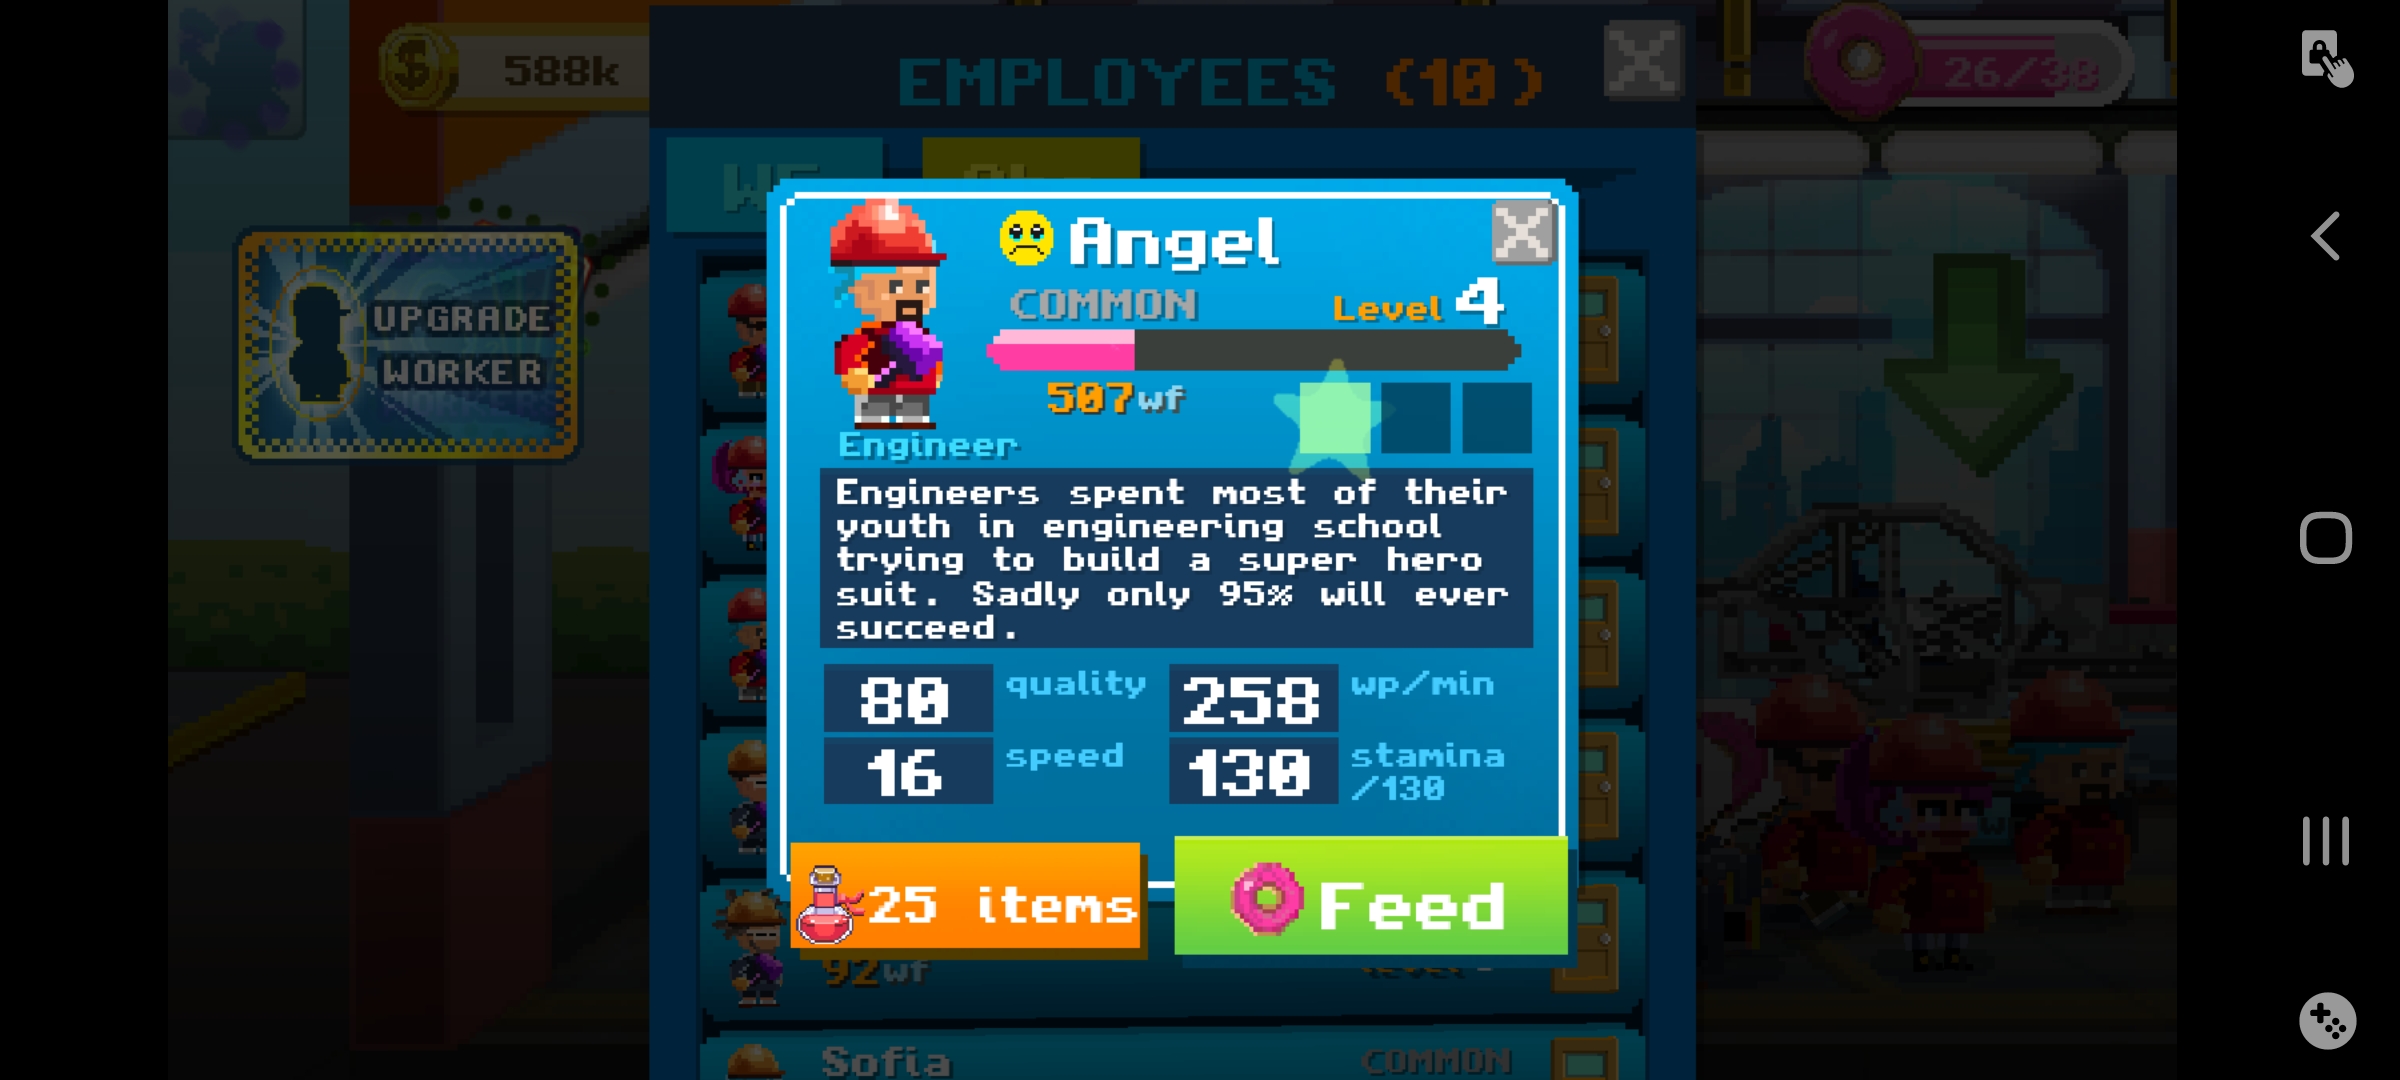 588k
EMPLOYEES (10)
26/38
UPGRADE
WORKER
Angel
COMMON
Level 4
507wf
Engineer
Engineers spent most of their
youth in engineering school
trying to build a super hero
suit. Sadly only 95% will ever
succeed.
80 quality
258 wp/min
16 speed
130 stamina
/130
25 items
Feed
92wf
Sofia
COMMON